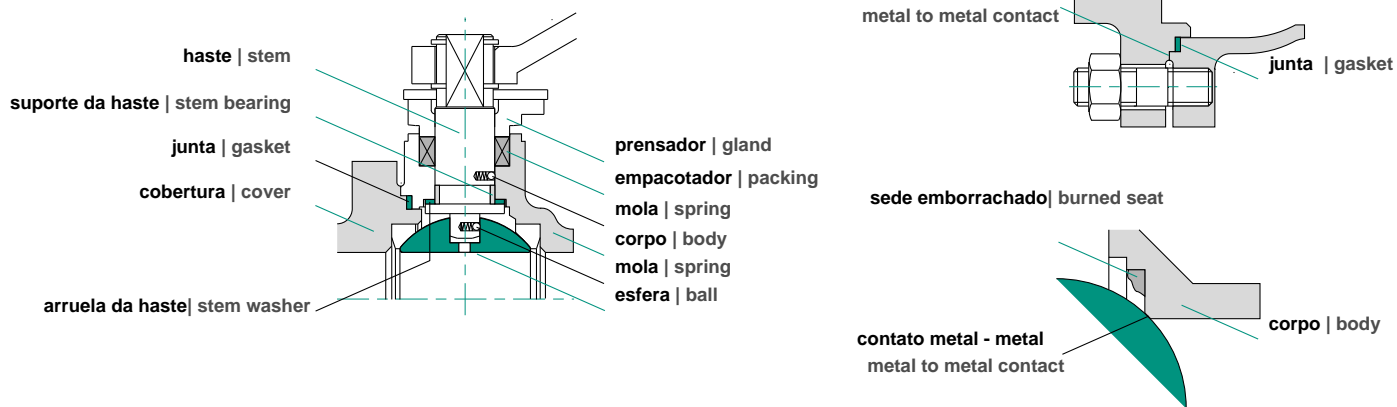 haste | stem
suporte da haste | stem bearing
junta | gasket
cobertura | cover
arruela da haste| stem washer
prensador | gland
empacotador | packing
mola | spring
corpo | body
mola | spring
esfera | ball
metal to metal contact
junta | gasket
sede emborrachado| burned seat
corpo | body
contato metal - metal
metal to metal contact